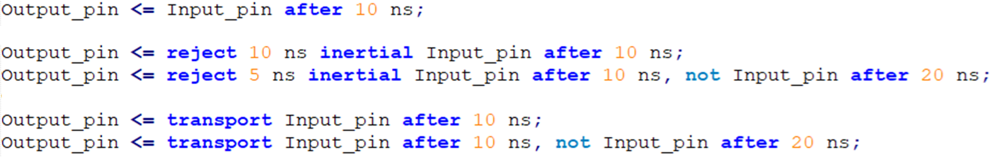 Output_pin <= Input_pin after 10 ns;
Output_pin <= reject 10 ns inertial Input_pin after 10 ns;
Output_pin <= reject 5 ns inertial Input_pin after 10 ns, not Input_pin after 20 ns;
Output_pin <= transport Input_pin after 10 ns;
Output_pin <= transport Input_pin after 10 ns, not Input_pin after 20 ns;